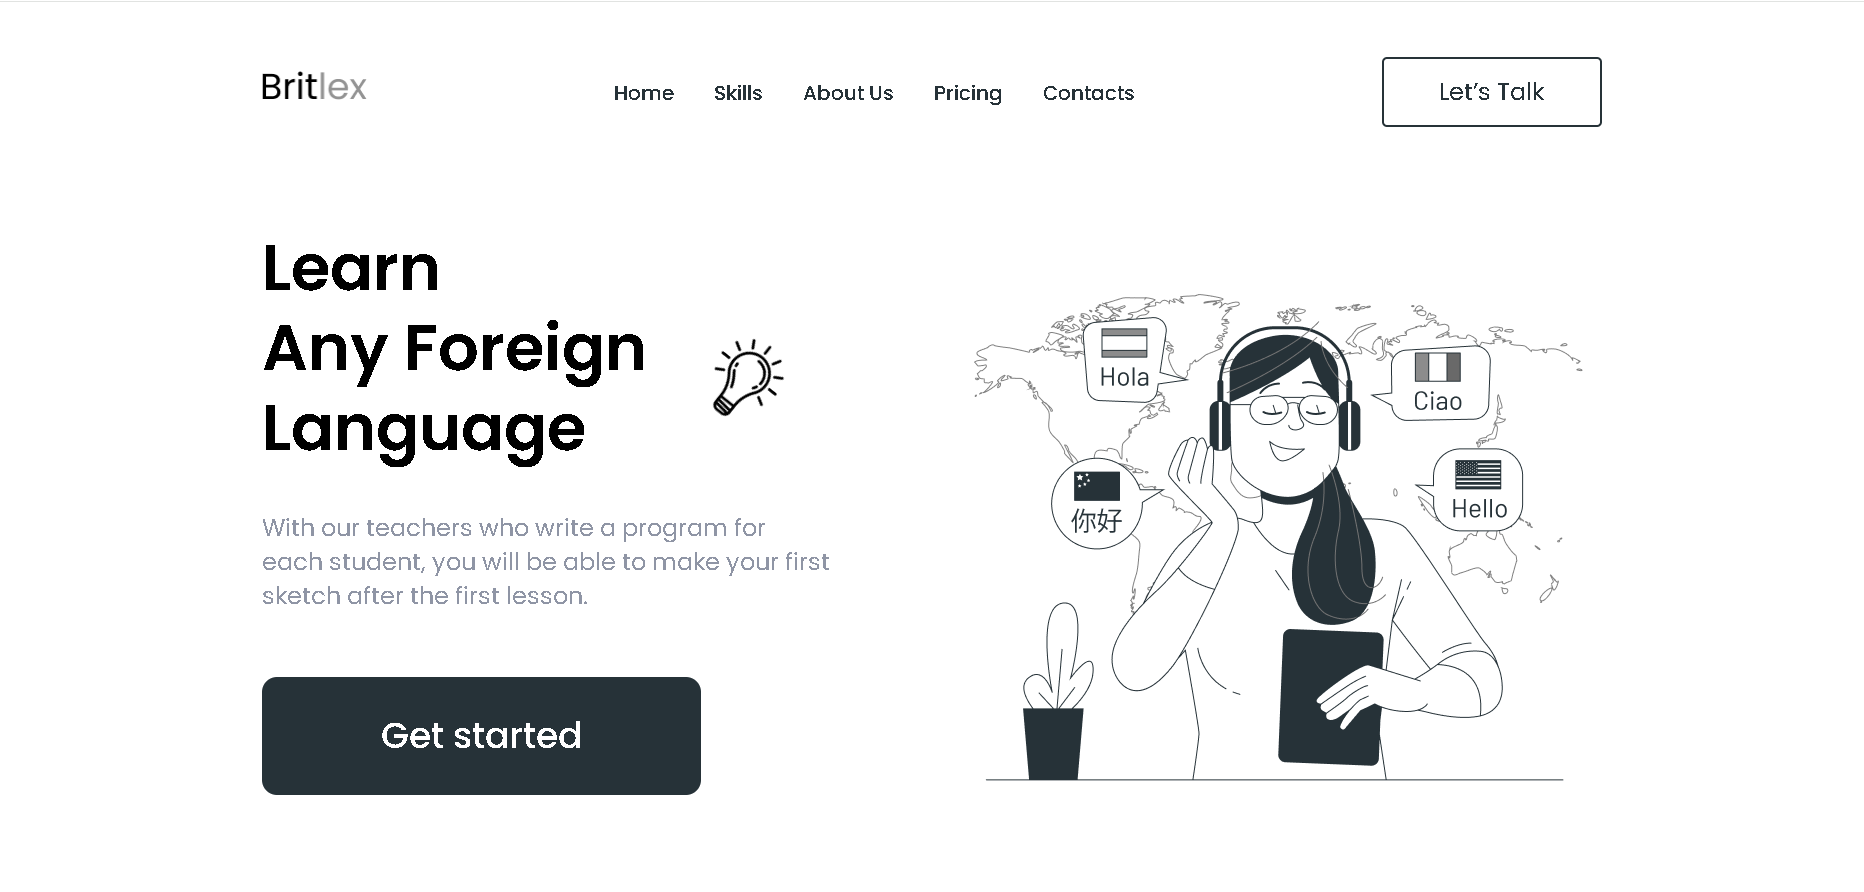 Britlex
Home Skills About Us Pricing Contacts
Let’s Talk
Learn
Any Foreign
Language
With our teachers who write a program for
each student, you will be able to make your first
sketch after the first lesson.
Get started
Hola
Ciao
你好
Hello